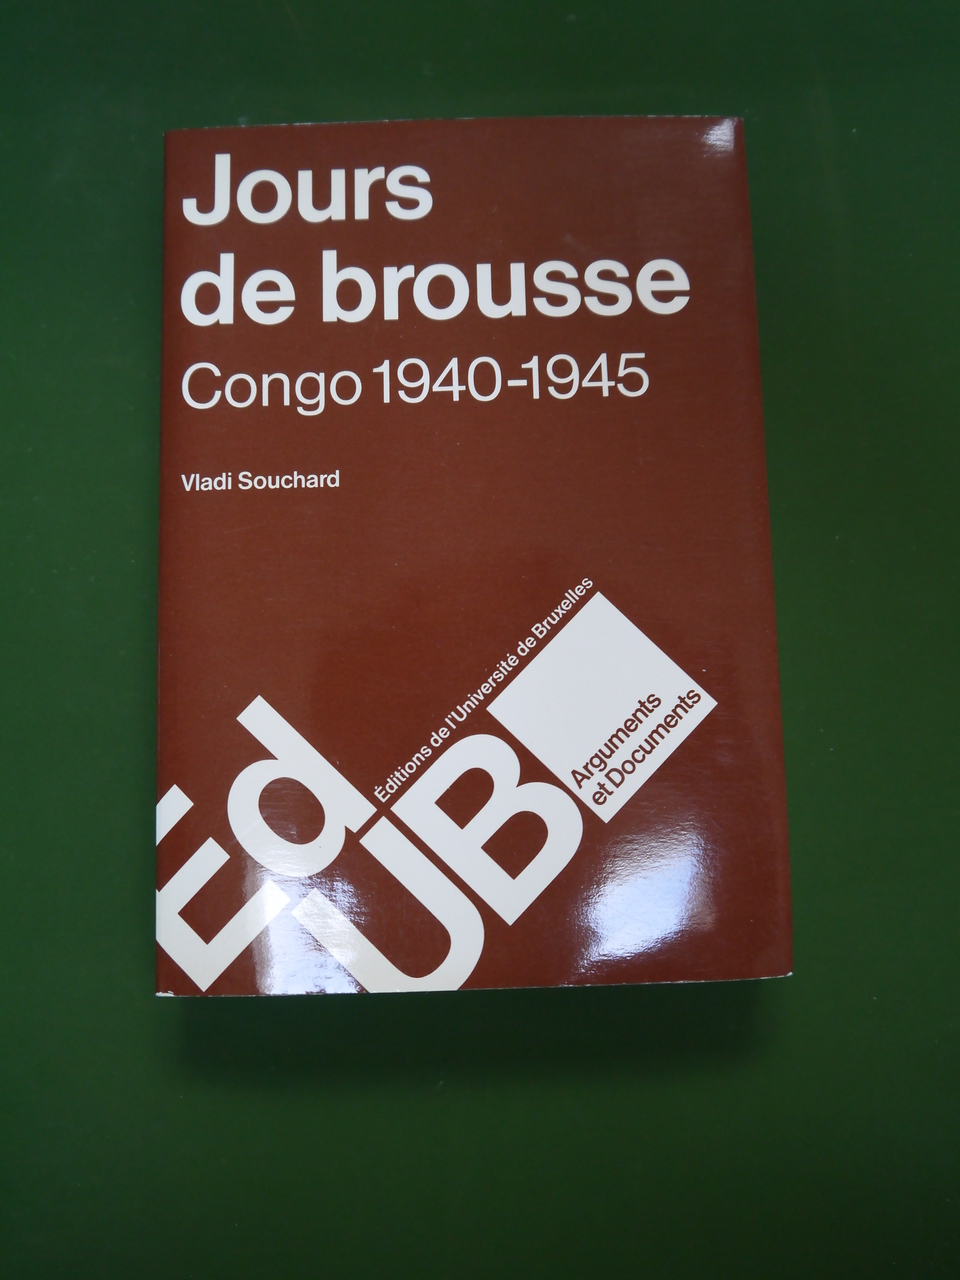 Jours
de brousse
Congo 1940-1945
Vladi Souchard
Éditions de l'Université de Bruxelles
Arguments
et Documents
Éd
UB